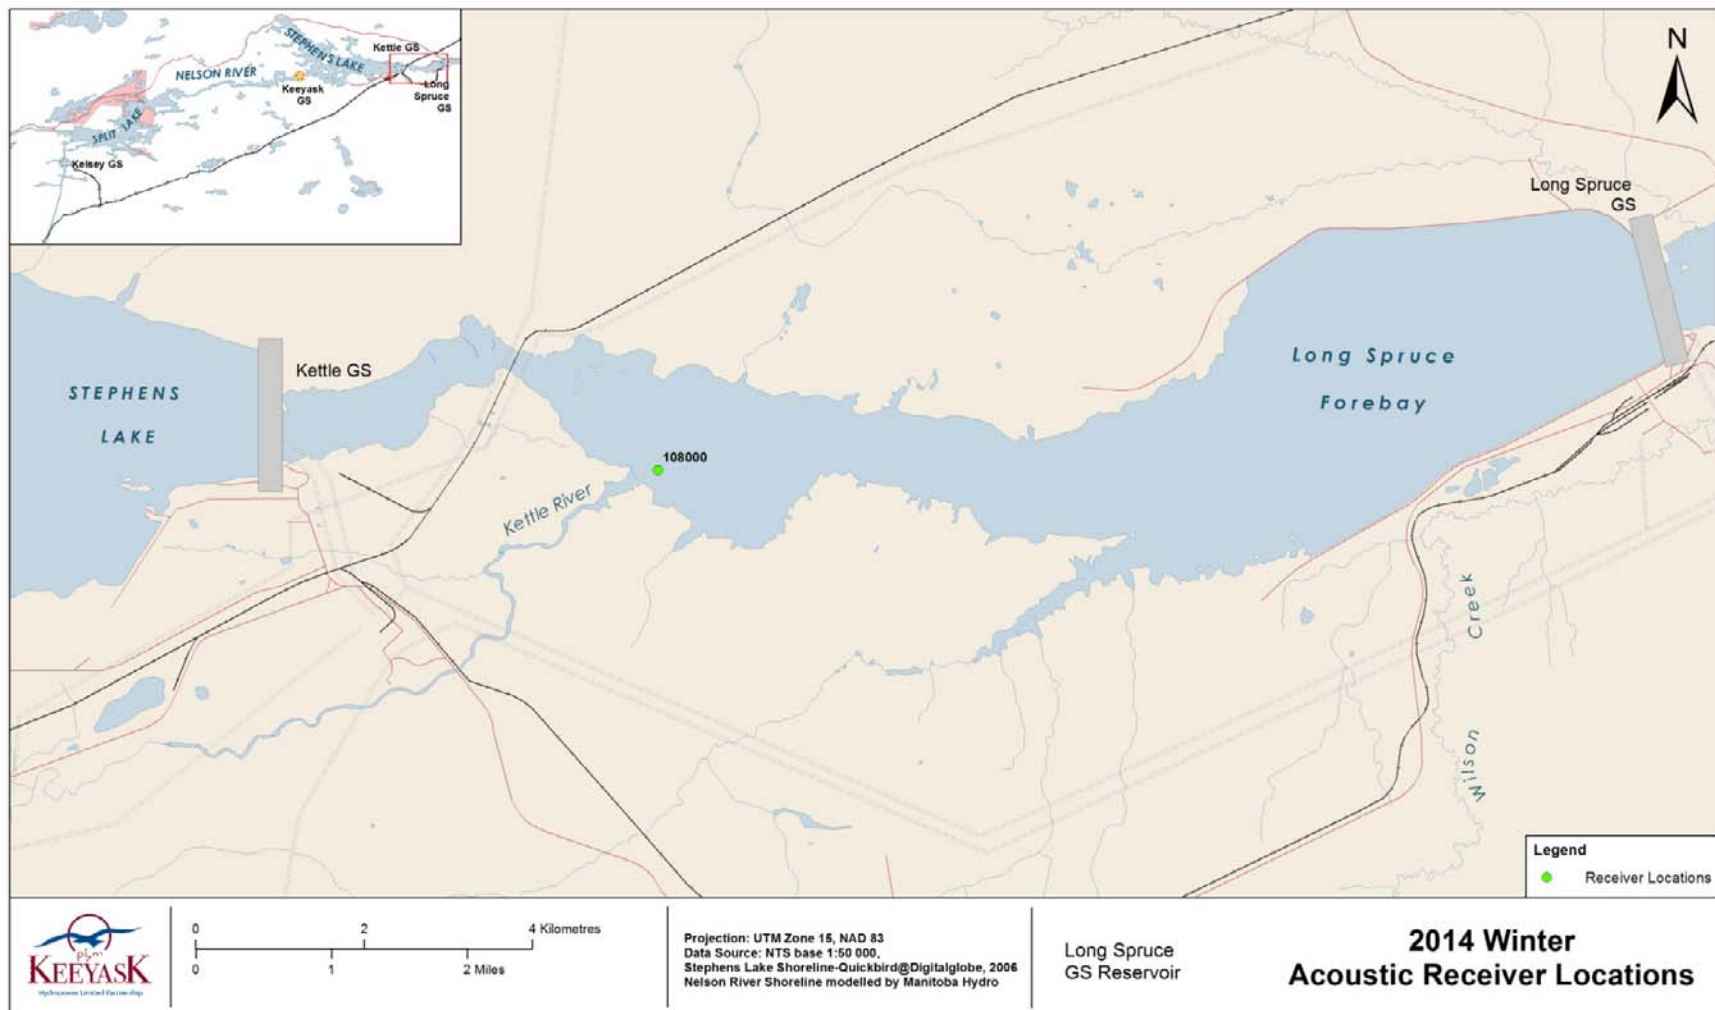 STEPHENS LAKE
Kettle GS
NELSON RIVER
Keeyask
GS
Long
Spruce
GS
SPLIT LAKE
Kelsey GS
N
Long Spruce
GS
Kettle GS
STEPHENS
LAKE
Long Spruce
Forebay
108000
Kettle River
Wilson Creek
Legend
Receiver Locations
KEEYASK
Hydropower Limited Partnership
0 2 4 Kilometres
0 1 2 Miles
Projection: UTM Zone 15, NAD 83
Data Source: NTS base 1:50 000,
Stephens Lake Shoreline-Quickbird@Digitalglobe, 2006
Nelson River Shoreline modelled by Manitoba Hydro
Long Spruce
GS Reservoir
2014 Winter
Acoustic Receiver Locations